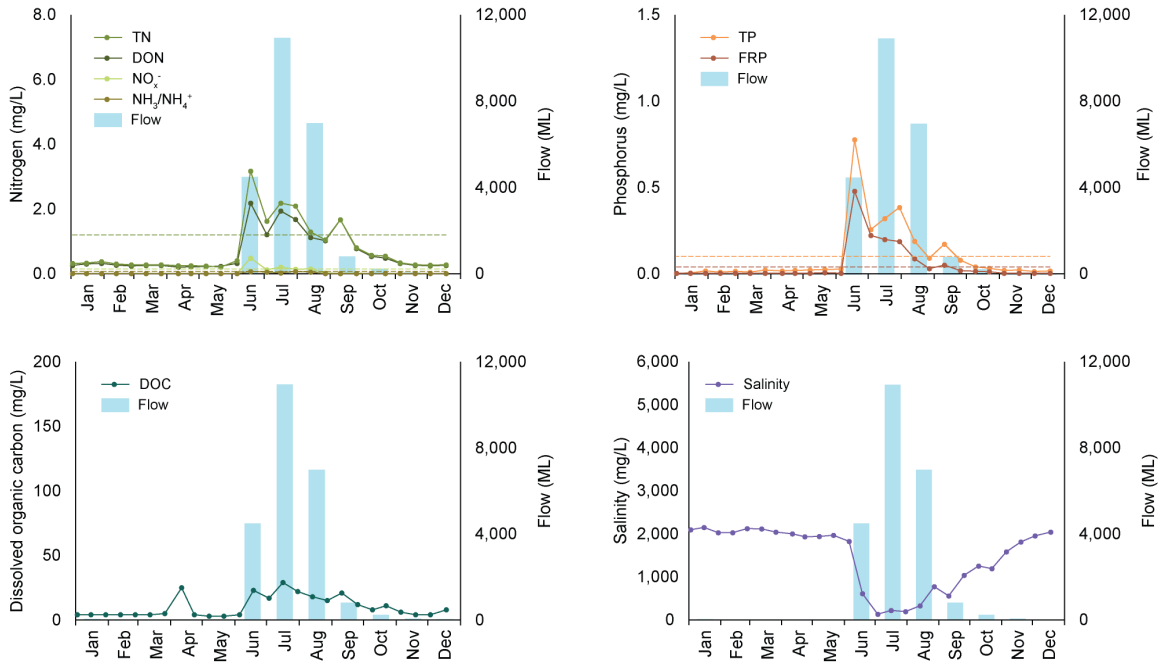 8.0
6.0
4.0
2.0
0.0
Nitrogen (mg/L)
TN
DON
NOₓ⁻
NH₃/NH₄⁺
Flow
12,000
8,000
4,000
0
Flow (ML)
Jan Feb Mar Apr May Jun Jul Aug Sep Oct Nov Dec
1.5
1.0
0.5
0.0
Phosphorus (mg/L)
TP
FRP
Flow
12,000
8,000
4,000
0
Flow (ML)
Jan Feb Mar Apr May Jun Jul Aug Sep Oct Nov Dec
200
150
100
50
0
Dissolved organic carbon (mg/L)
DOC
Flow
12,000
8,000
4,000
0
Flow (ML)
Jan Feb Mar Apr May Jun Jul Aug Sep Oct Nov Dec
6,000
5,000
4,000
3,000
2,000
1,000
0
Salinity (mg/L)
Salinity
Flow
12,000
8,000
4,000
0
Flow (ML)
Jan Feb Mar Apr May Jun Jul Aug Sep Oct Nov Dec